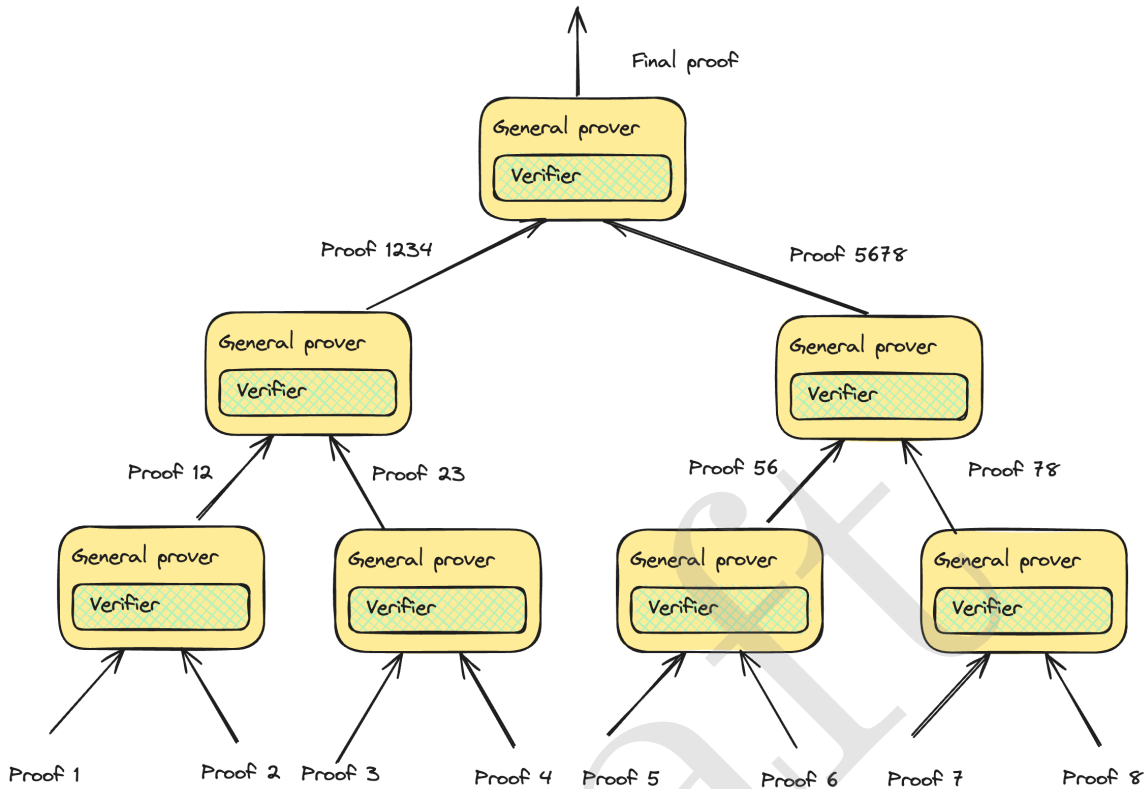 Final proof
General prover
Verifier
Proof 1234
Proof 5678
General prover
Verifier
General prover
Verifier
Proof 12
Proof 23
Proof 56
Proof 78
General prover
Verifier
General prover
Verifier
General prover
Verifier
General prover
Verifier
Proof 1
Proof 2
Proof 3
Proof 4
Proof 5
Proof 6
Proof 7
Proof 8
aft